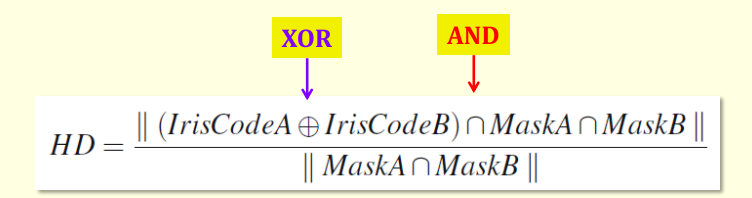 XOR AND
HD = ‖ (IrisCodeA ⊕ IrisCodeB) ∩ MaskA ∩ MaskB ‖
‖ MaskA ∩ MaskB ‖